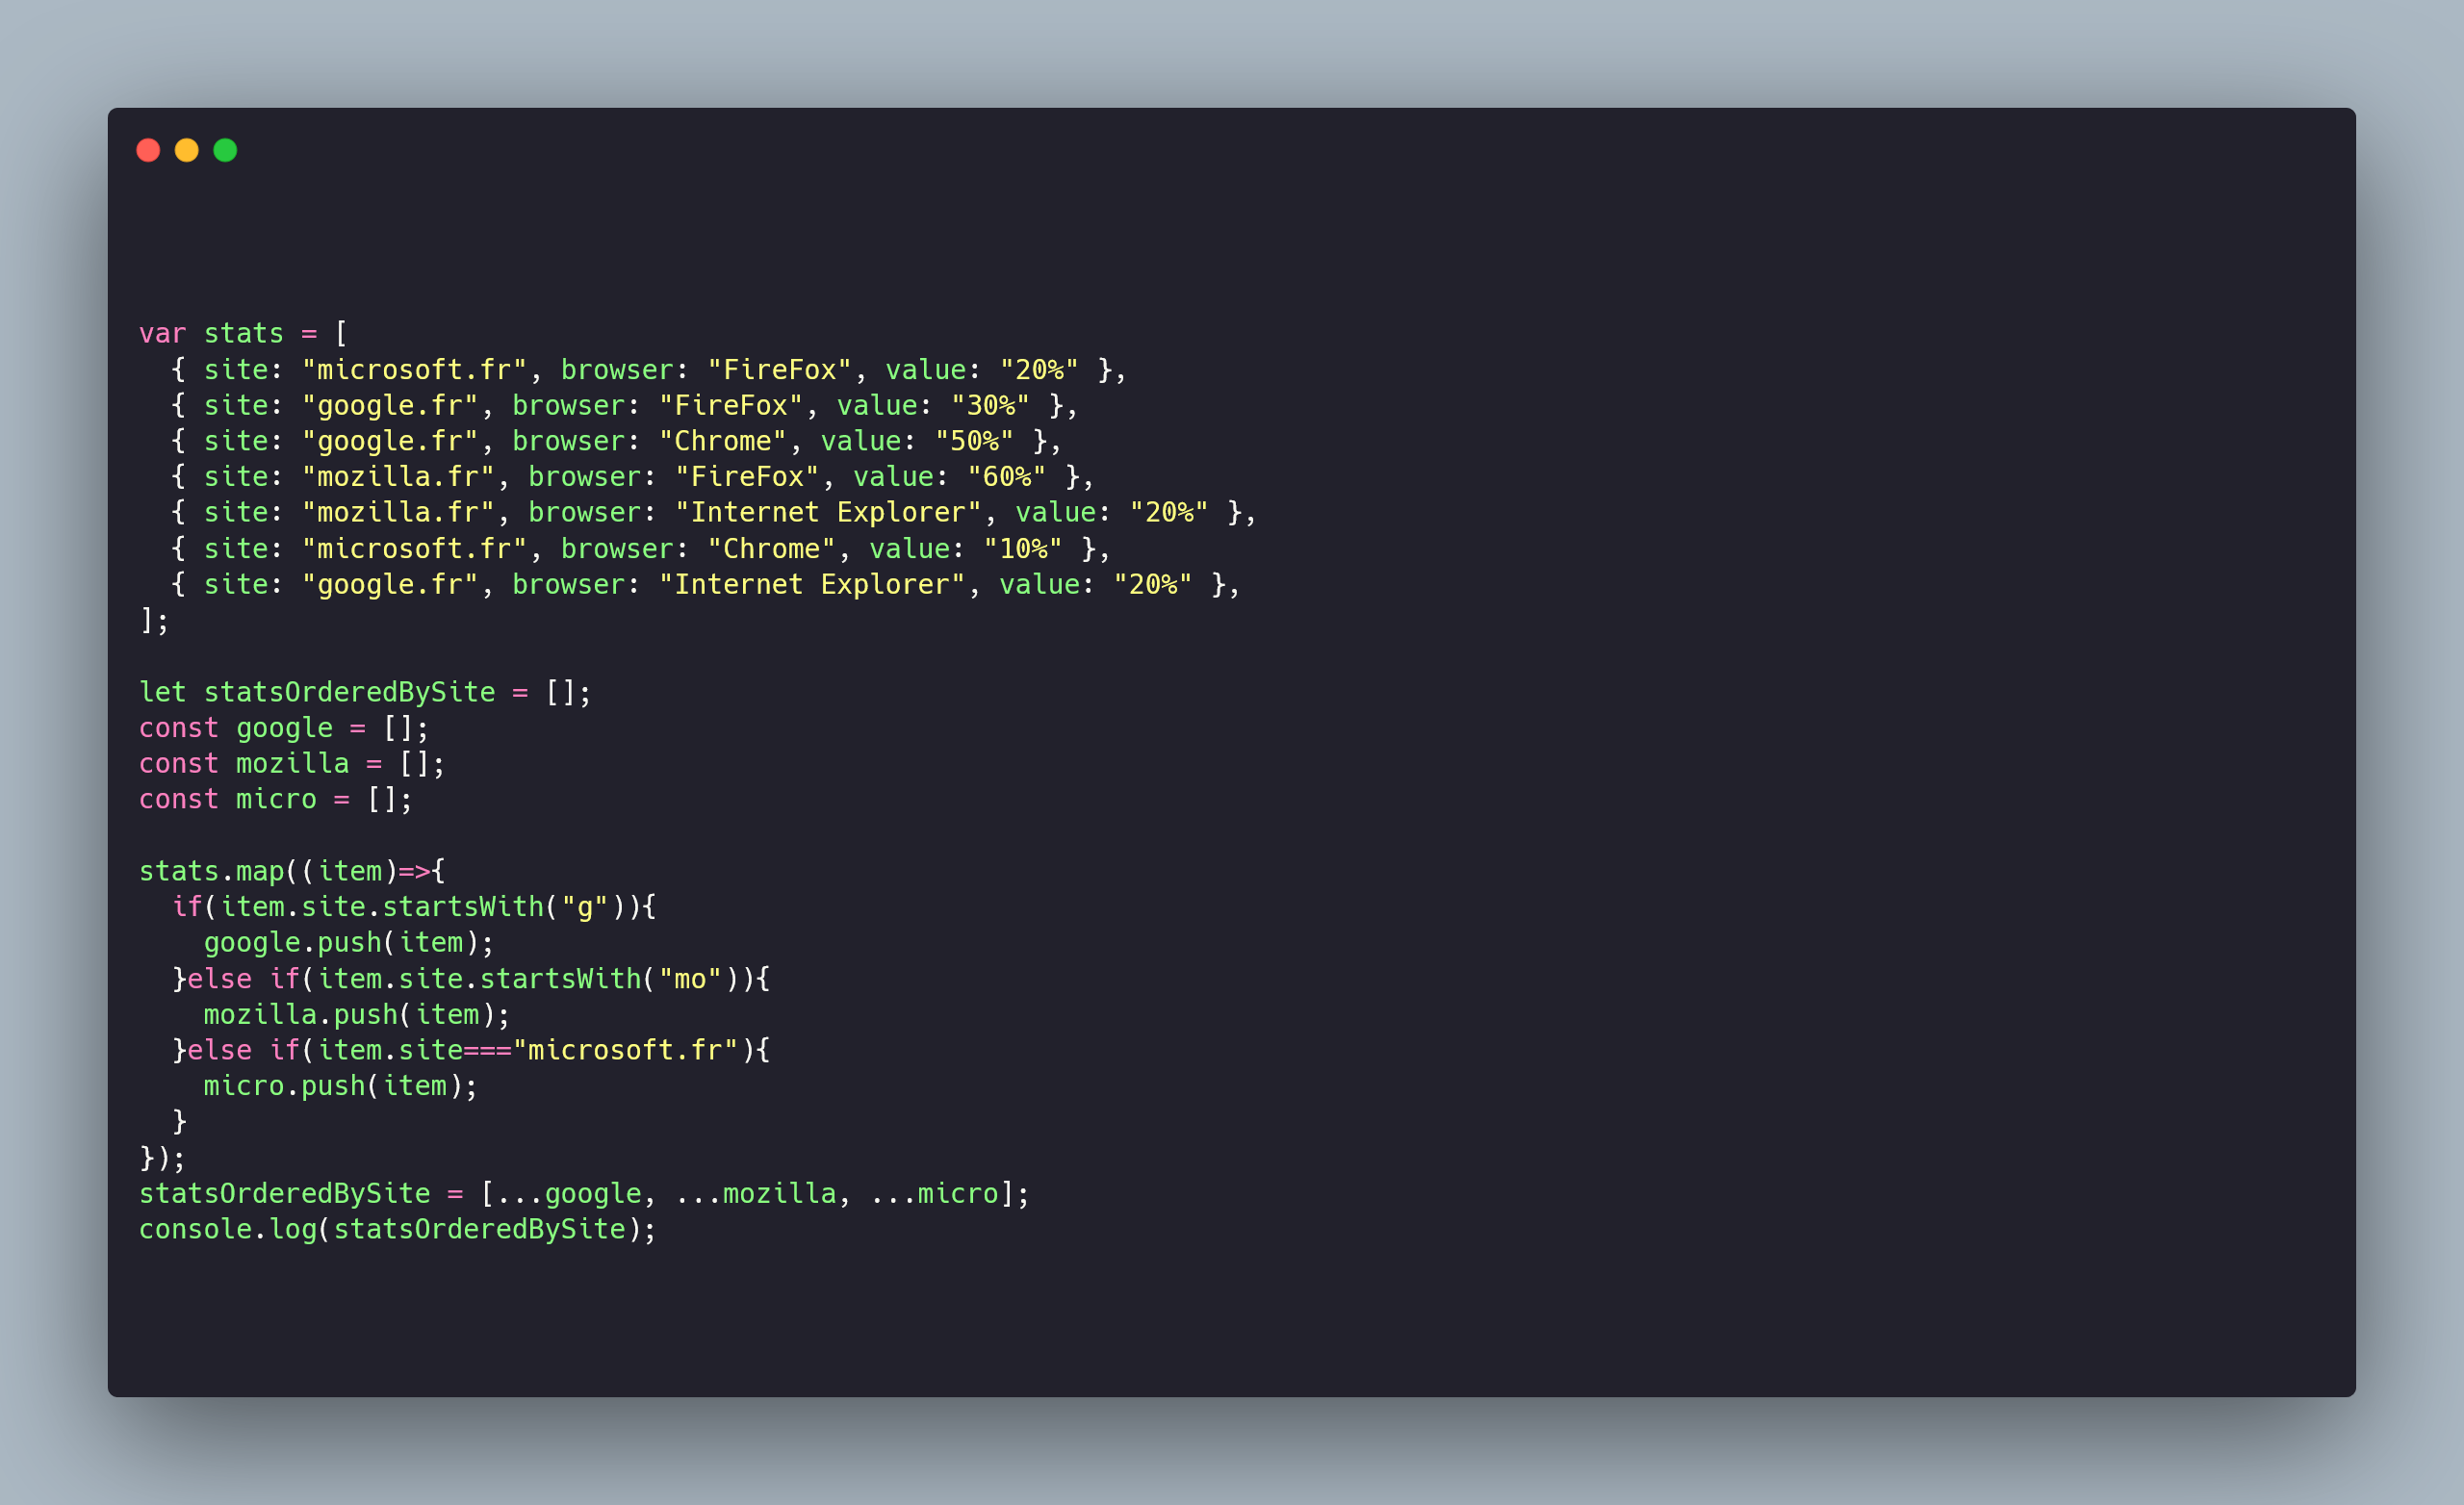 var stats = [
  { site: "microsoft.fr", browser: "FireFox", value: "20%" },
  { site: "google.fr", browser: "FireFox", value: "30%" },
  { site: "google.fr", browser: "Chrome", value: "50%" },
  { site: "mozilla.fr", browser: "FireFox", value: "60%" },
  { site: "mozilla.fr", browser: "Internet Explorer", value: "20%" },
  { site: "microsoft.fr", browser: "Chrome", value: "10%" },
  { site: "google.fr", browser: "Internet Explorer", value: "20%" },
];

let statsOrderedBySite = [];
const google = [];
const mozilla = [];
const micro = [];

stats.map((item)=>{
  if(item.site.startsWith("g")){
    google.push(item);
  }else if(item.site.startsWith("mo")){
    mozilla.push(item);
  }else if(item.site==="microsoft.fr"){
    micro.push(item);
  }
});
statsOrderedBySite = [...google, ...mozilla, ...micro];
console.log(statsOrderedBySite);